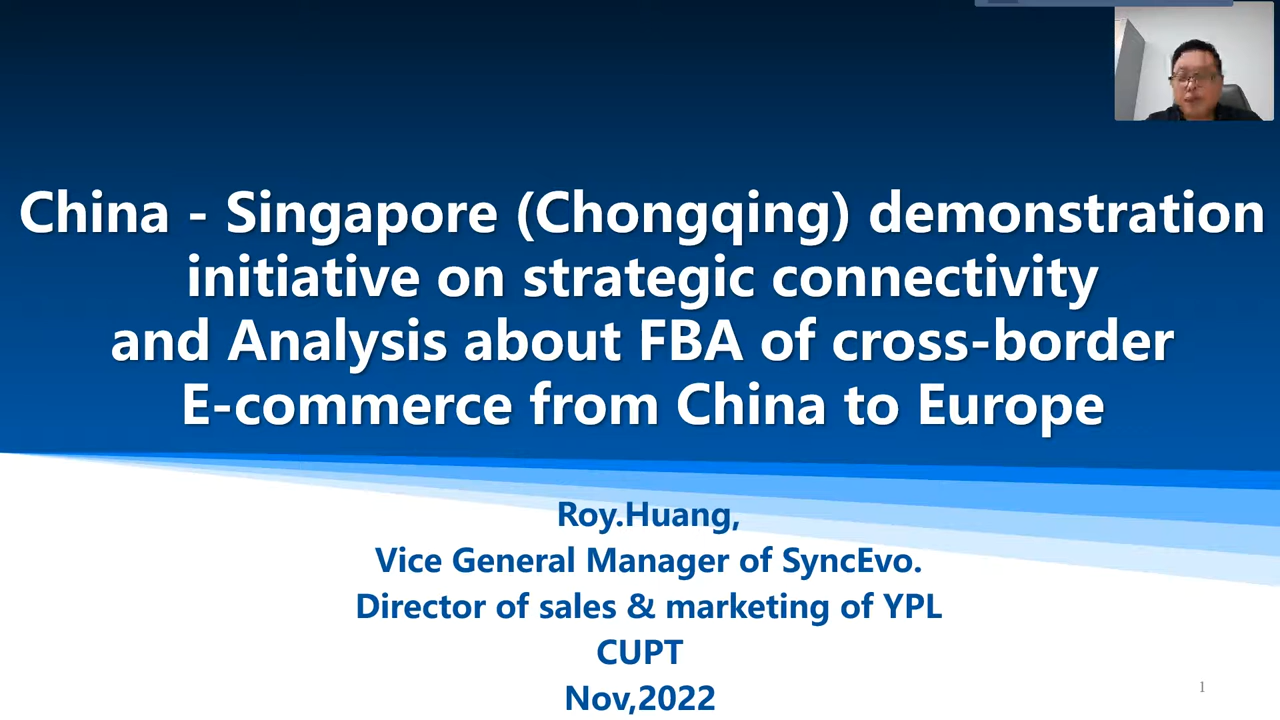 China - Singapore (Chongqing) demonstration
initiative on strategic connectivity
and Analysis about FBA of cross-border
E-commerce from China to Europe
Roy.Huang,
Vice General Manager of SyncEvo.
Director of sales & marketing of YPL
CUPT
Nov,2022
1